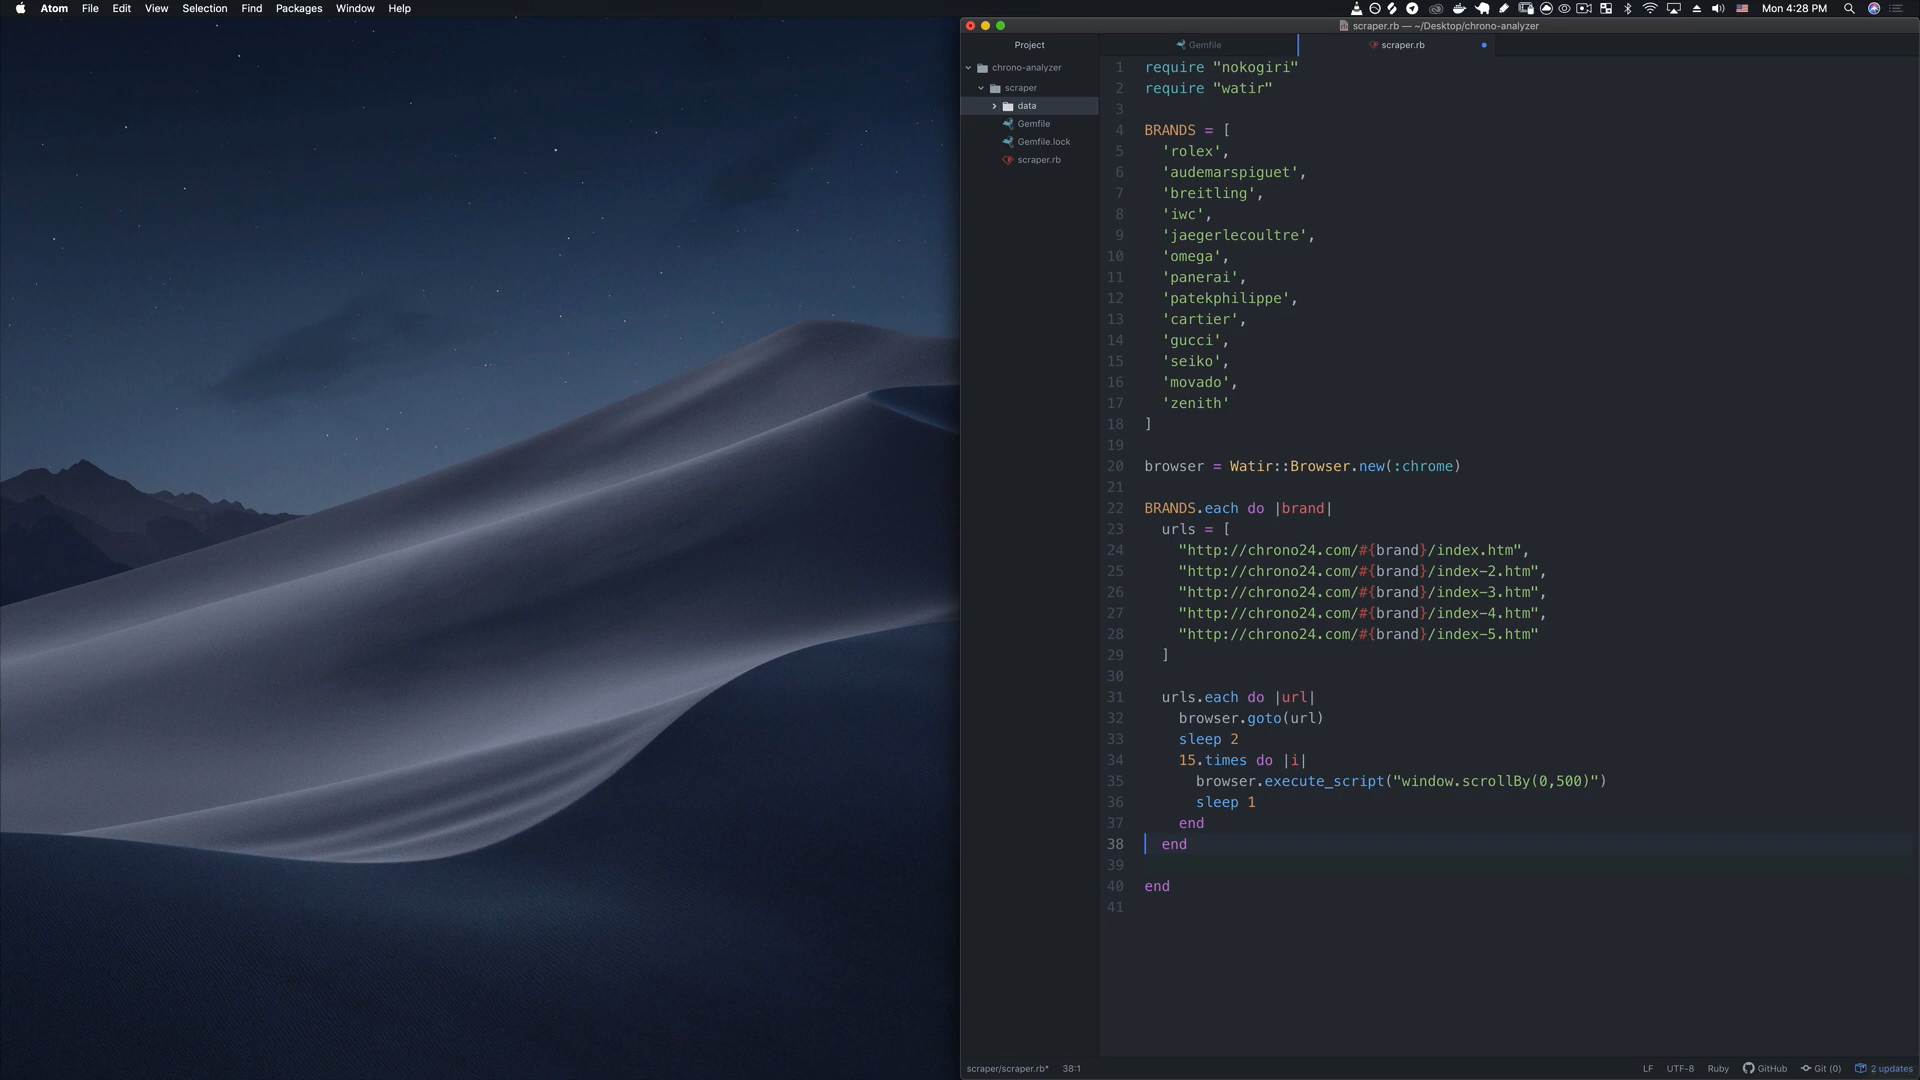 Atom File Edit View Selection Find Packages Window Help
Mon 4:28 PM
scraper.rb — ~/Desktop/chrono-analyzer
Project
Gemfile
scraper.rb
chrono-analyzer
scraper
data
Gemfile
Gemfile.lock
scraper.rb
1 require "nokogiri"
2 require "watir"
3
4 BRANDS = [
5 'rolex',
6 'audemarspiguet',
7 'breitling',
8 'iwc',
9 'jaegerlecoultre',
10 'omega',
11 'panerai',
12 'patekphilippe',
13 'cartier',
14 'gucci',
15 'seiko',
16 'movado',
17 'zenith'
18 ]
19
20 browser = Watir::Browser.new(:chrome)
21
22 BRANDS.each do |brand|
23 urls = [
24 "http://chrono24.com/#{brand}/index.htm",
25 "http://chrono24.com/#{brand}/index-2.htm",
26 "http://chrono24.com/#{brand}/index-3.htm",
27 "http://chrono24.com/#{brand}/index-4.htm",
28 "http://chrono24.com/#{brand}/index-5.htm"
29 ]
30
31 urls.each do |url|
32 browser.goto(url)
33 sleep 2
34 15.times do |i|
35 browser.execute_script("window.scrollBy(0,500)")
36 sleep 1
37 end
38 end
39
40 end
41
scraper/scraper.rb* 38:1
LF UTF-8 Ruby GitHub Git (0) 2 updates